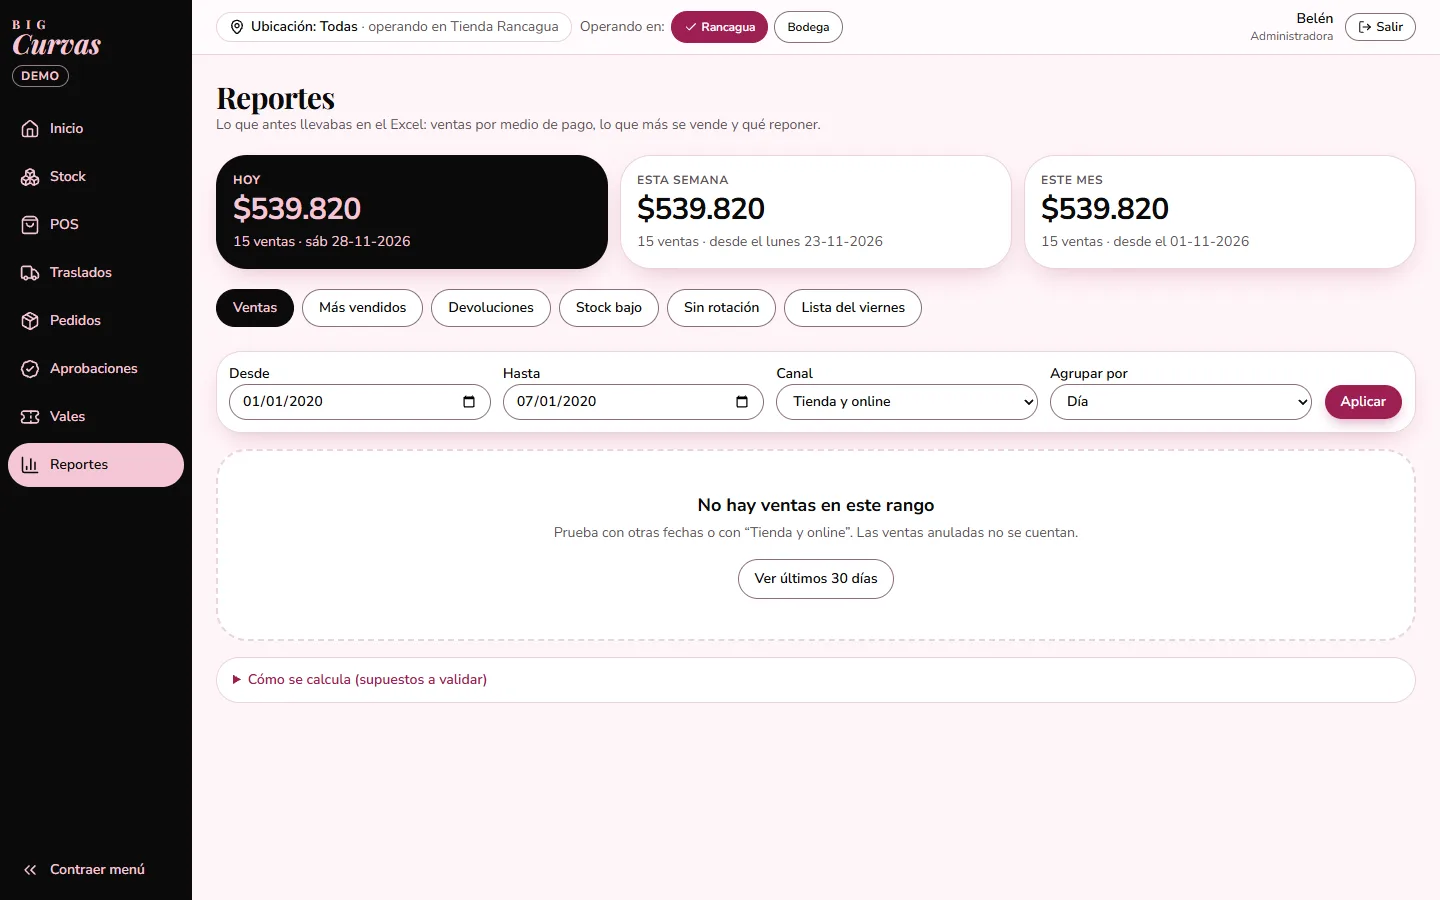 BIG
Curvas
DEMO
Inicio
Stock
POS
Traslados
Pedidos
Aprobaciones
Vales
Reportes
Contraer menú
Ubicación: Todas · operando en Tienda Rancagua
Operando en:
Rancagua
Bodega
Belén
Administradora
Salir
Reportes
Lo que antes llevabas en el Excel: ventas por medio de pago, lo que más se vende y qué reponer.
HOY
$539.820
15 ventas · sáb 28-11-2026
ESTA SEMANA
$539.820
15 ventas · desde el lunes 23-11-2026
ESTE MES
$539.820
15 ventas · desde el 01-11-2026
Ventas
Más vendidos
Devoluciones
Stock bajo
Sin rotación
Lista del viernes
Desde
01/01/2020
Hasta
07/01/2020
Canal
Tienda y online
Agrupar por
Día
Aplicar
No hay ventas en este rango
Prueba con otras fechas o con “Tienda y online”. Las ventas anuladas no se cuentan.
Ver últimos 30 días
Cómo se calcula (supuestos a validar)